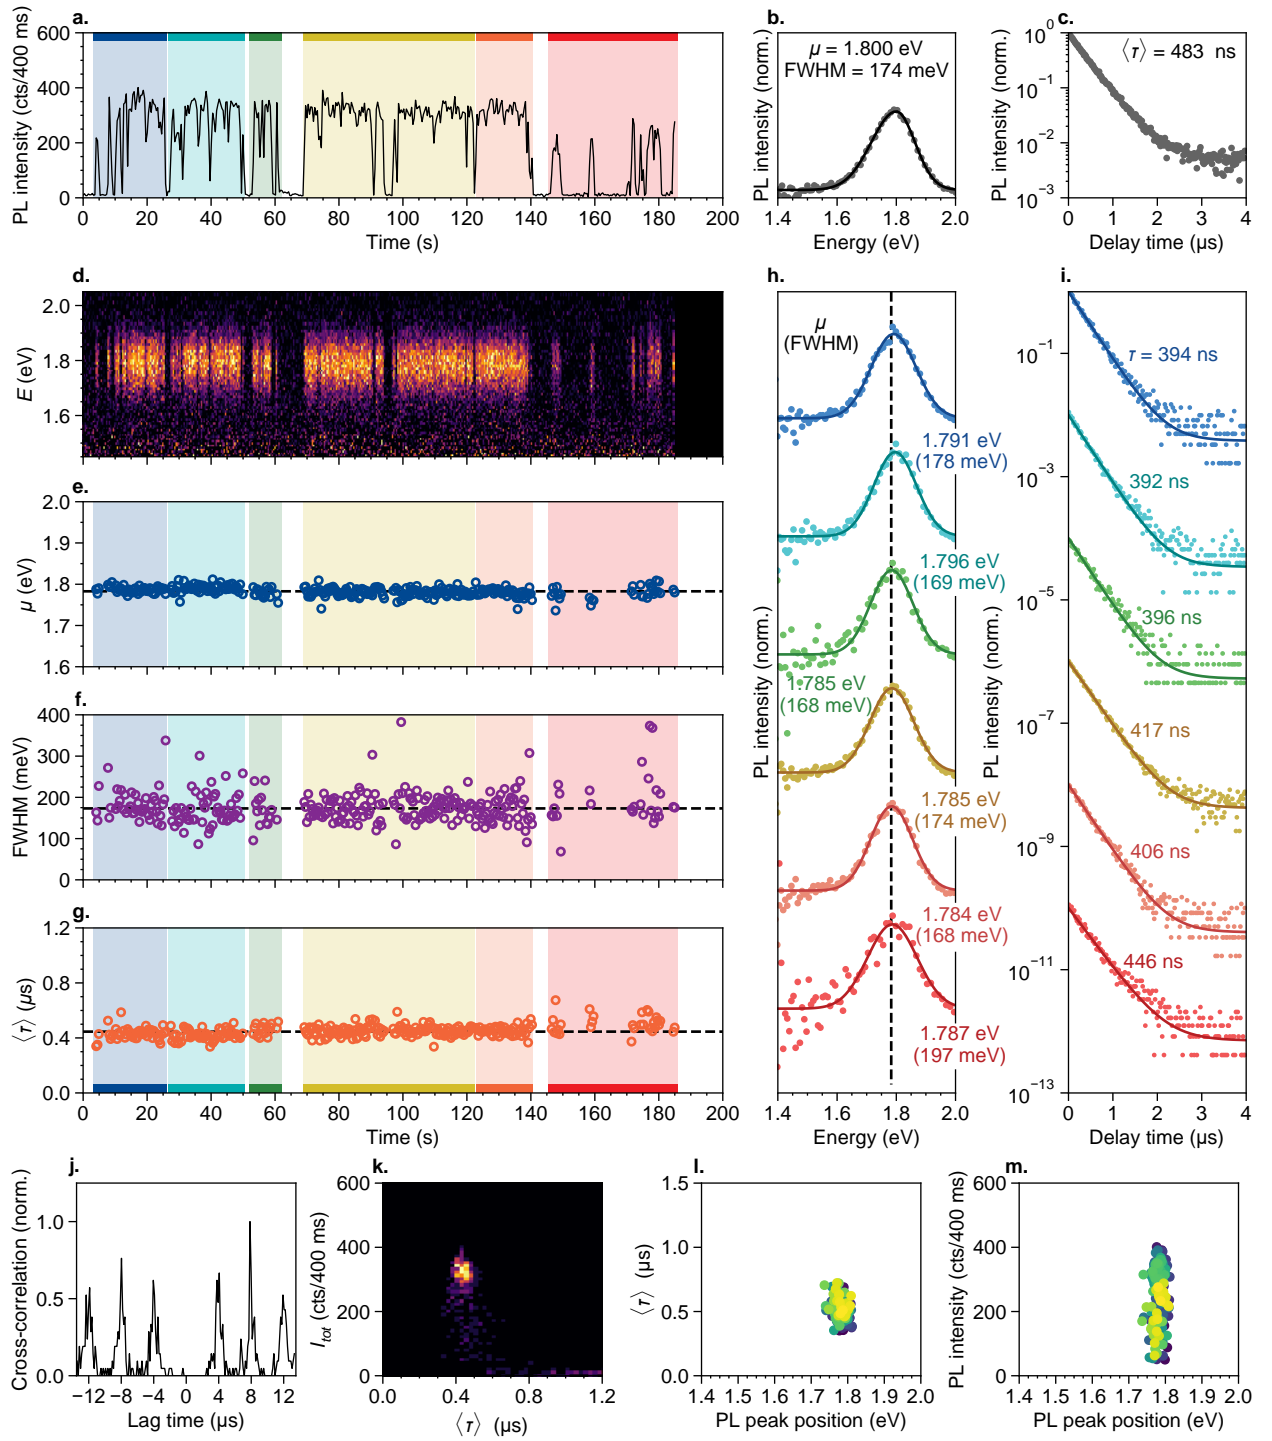 a.
PL intensity (cts/400 ms)
600
400
200
0
0 20 40 60 80 100 120 140 160 180 200
Time (s)
b.
μ = 1.800 eV
FWHM = 174 meV
PL intensity (norm.)
1.4 1.6 1.8 2.0
Energy (eV)
c.
⟨τ⟩ = 483 ns
PL intensity (norm.)
10⁰
10⁻¹
10⁻²
10⁻³
0 1 2 3 4
Delay time (μs)
d.
E (eV)
2.0
1.8
1.6
e.
μ (eV)
2.0
1.9
1.8
1.7
1.6
f.
FWHM (meV)
400
300
200
100
0
g.
⟨τ⟩ (μs)
1.2
0.8
0.4
0.0
0 20 40 60 80 100 120 140 160 180 200
Time (s)
h.
μ
(FWHM)
1.791 eV
(178 meV)
1.796 eV
(169 meV)
1.785 eV
(168 meV)
1.785 eV
(174 meV)
1.784 eV
(168 meV)
1.787 eV
(197 meV)
PL intensity (norm.)
1.4 1.6 1.8 2.0
Energy (eV)
i.
τ = 394 ns
392 ns
396 ns
417 ns
406 ns
446 ns
PL intensity (norm.)
10⁻¹
10⁻³
10⁻⁵
10⁻⁷
10⁻⁹
10⁻¹¹
10⁻¹³
0 1 2 3 4
Delay time (μs)
j.
Cross-correlation (norm.)
1.0
0.5
0.0
−12 −8 −4 0 4 8 12
Lag time (μs)
k.
I_tot (cts/400 ms)
600
400
200
0
0.0 0.4 0.8 1.2
⟨τ⟩ (μs)
l.
⟨τ⟩ (μs)
1.5
1.0
0.5
0.0
1.4 1.5 1.6 1.7 1.8 1.9 2.0
PL peak position (eV)
m.
PL intensity (cts/400 ms)
600
400
200
0
1.4 1.5 1.6 1.7 1.8 1.9 2.0
PL peak position (eV)